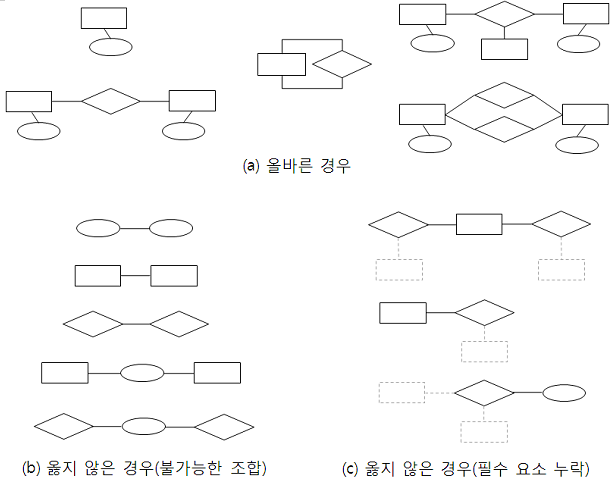 (a) 올바른 경우
(b) 옳지 않은 경우(불가능한 조합)
(c) 옳지 않은 경우(필수 요소 누락)